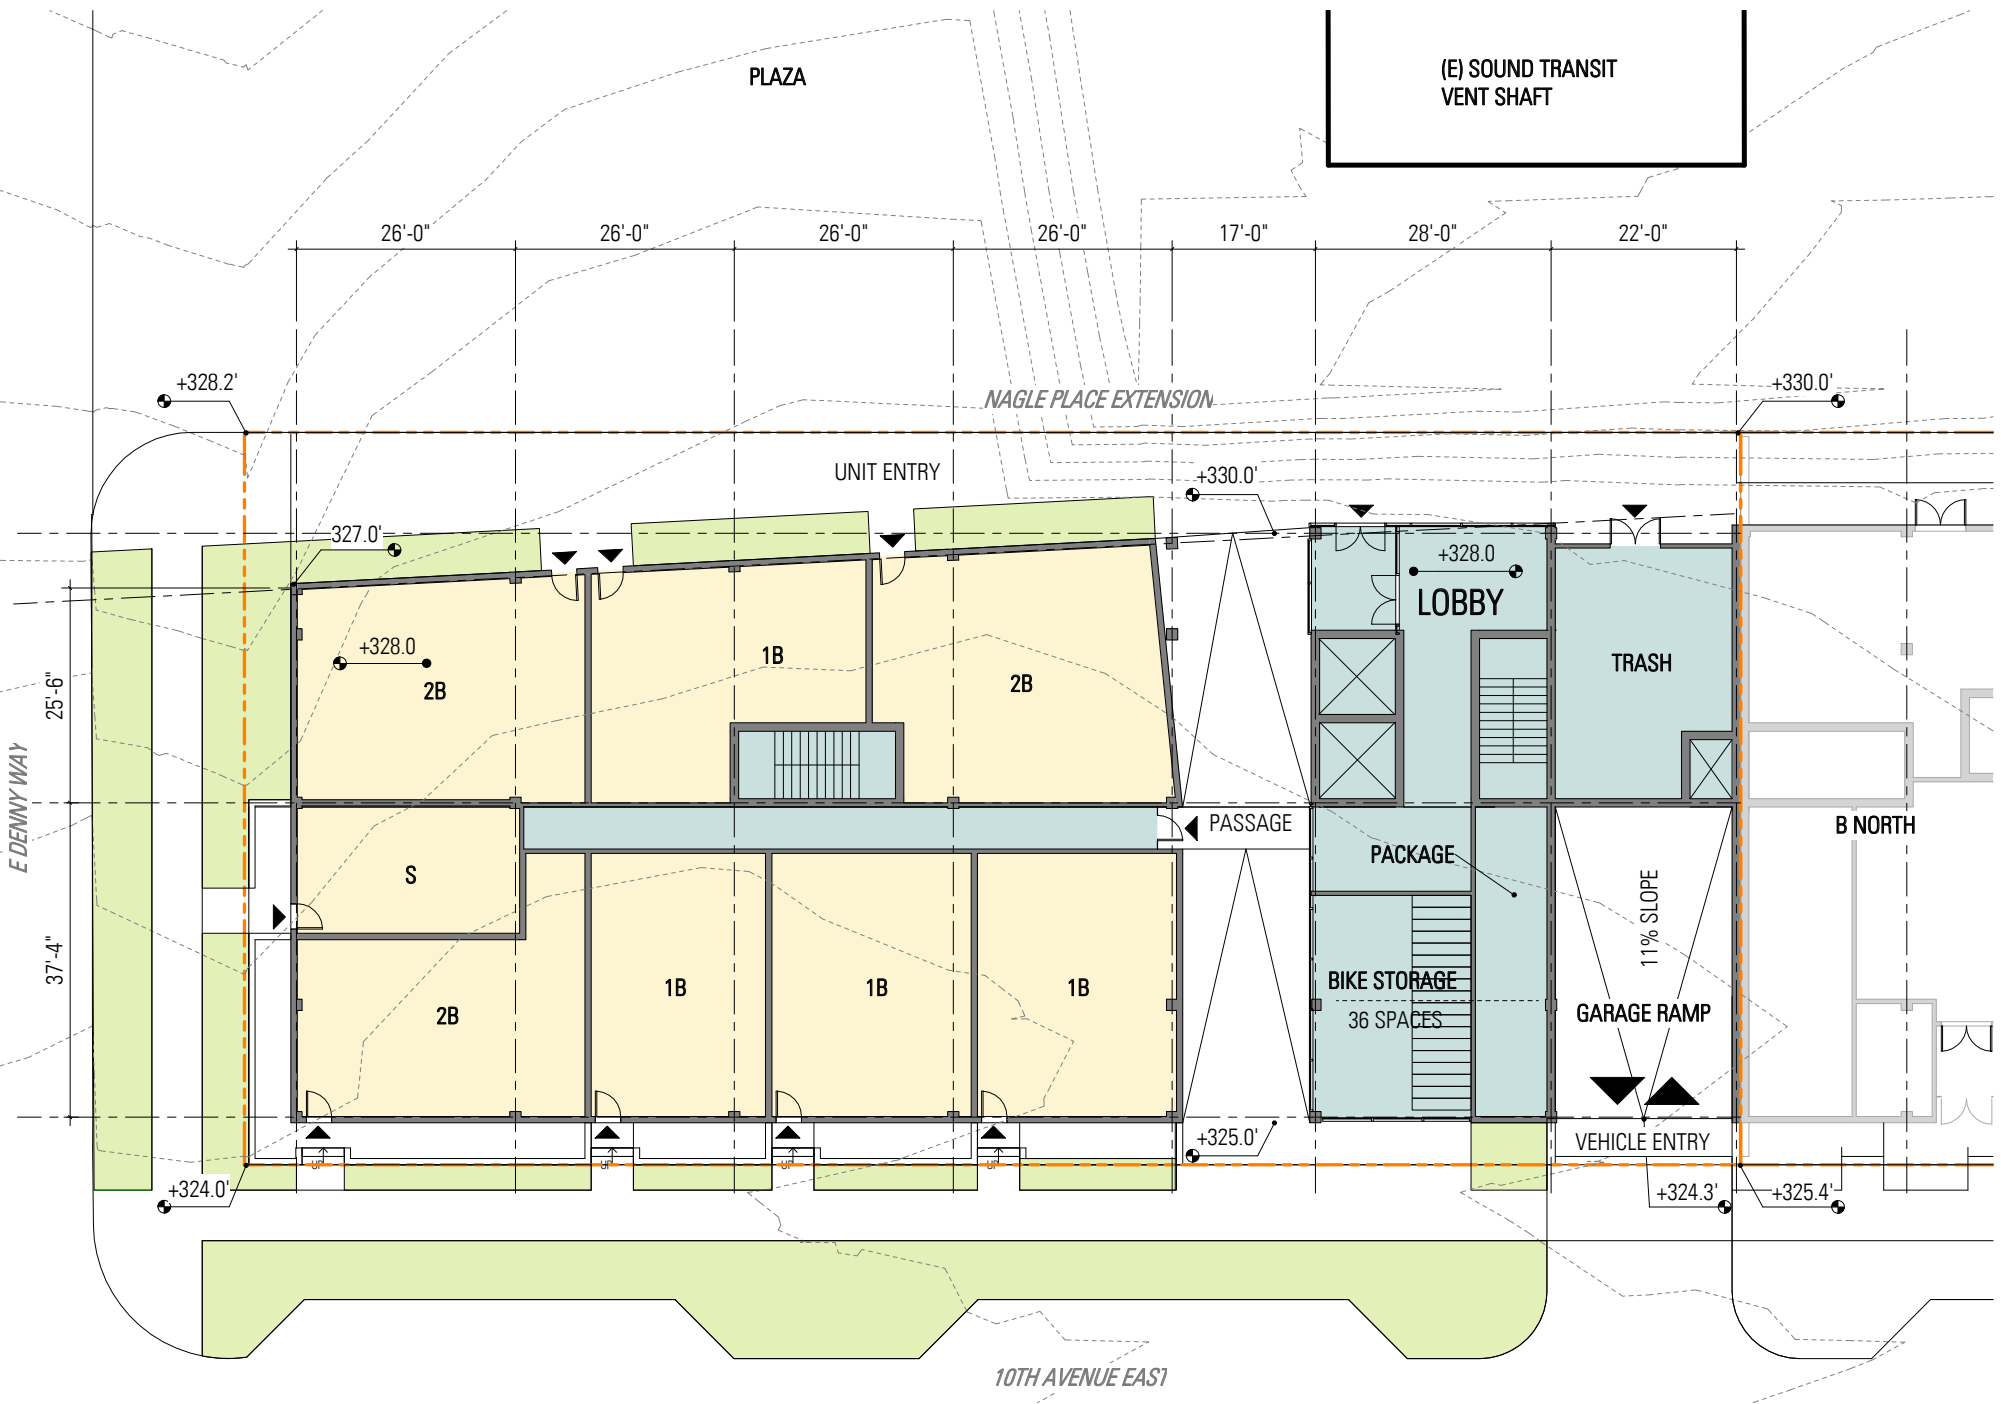 PLAZA
(E) SOUND TRANSIT
VENT SHAFT
26'-0"
26'-0"
26'-0"
26'-0"
17'-0"
28'-0"
22'-0"
+328.2'
NAGLE PLACE EXTENSION
+330.0'
UNIT ENTRY
+330.0'
327.0'
+328.0
LOBBY
+328.0
2B
1B
2B
TRASH
25'-6"
E DENNY WAY
PASSAGE
B NORTH
PACKAGE
S
11% SLOPE
37'-4"
2B
1B
1B
1B
BIKE STORAGE
36 SPACES
GARAGE RAMP
VEHICLE ENTRY
+325.0'
+324.0'
+324.3'
+325.4'
10TH AVENUE EAST